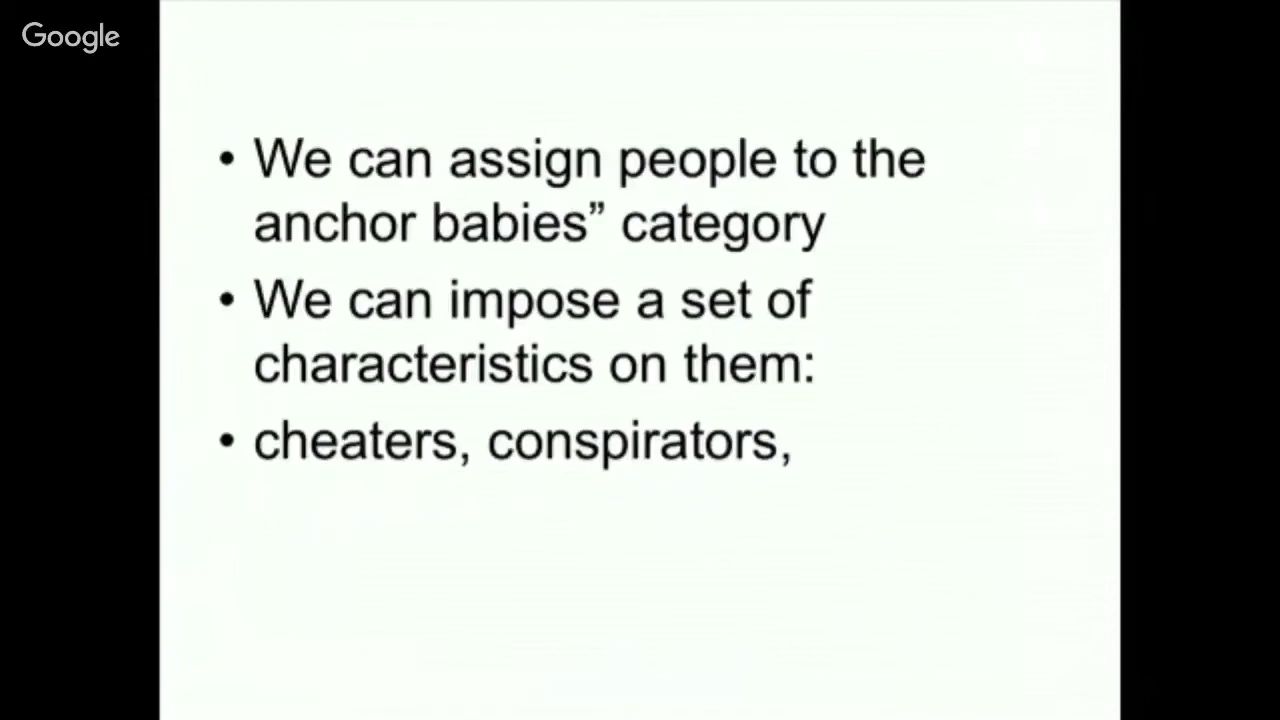 Google
• We can assign people to the
anchor babies” category
• We can impose a set of
characteristics on them:
• cheaters, conspirators,